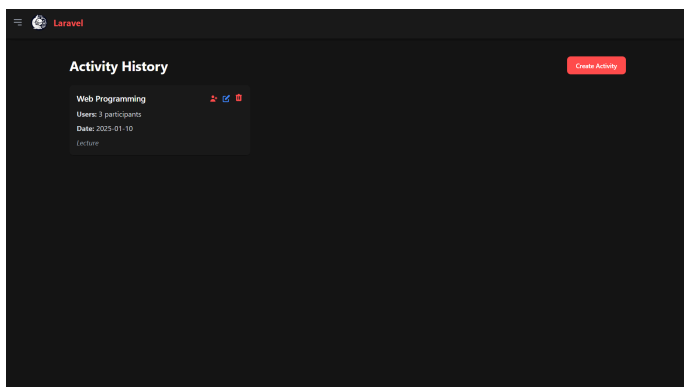 Laravel
Activity History
Create Activity
Web Programming
Users: 3 participants
Date: 2025-01-10
Lecture